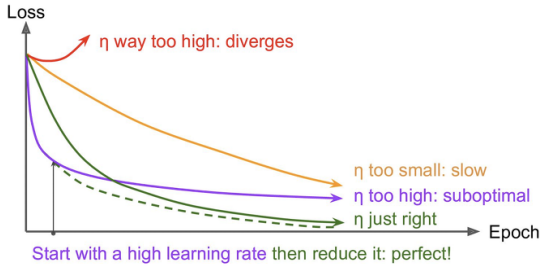 Loss
η way too high: diverges
η too small: slow
η too high: suboptimal
η just right
Epoch
Start with a high learning rate then reduce it: perfect!